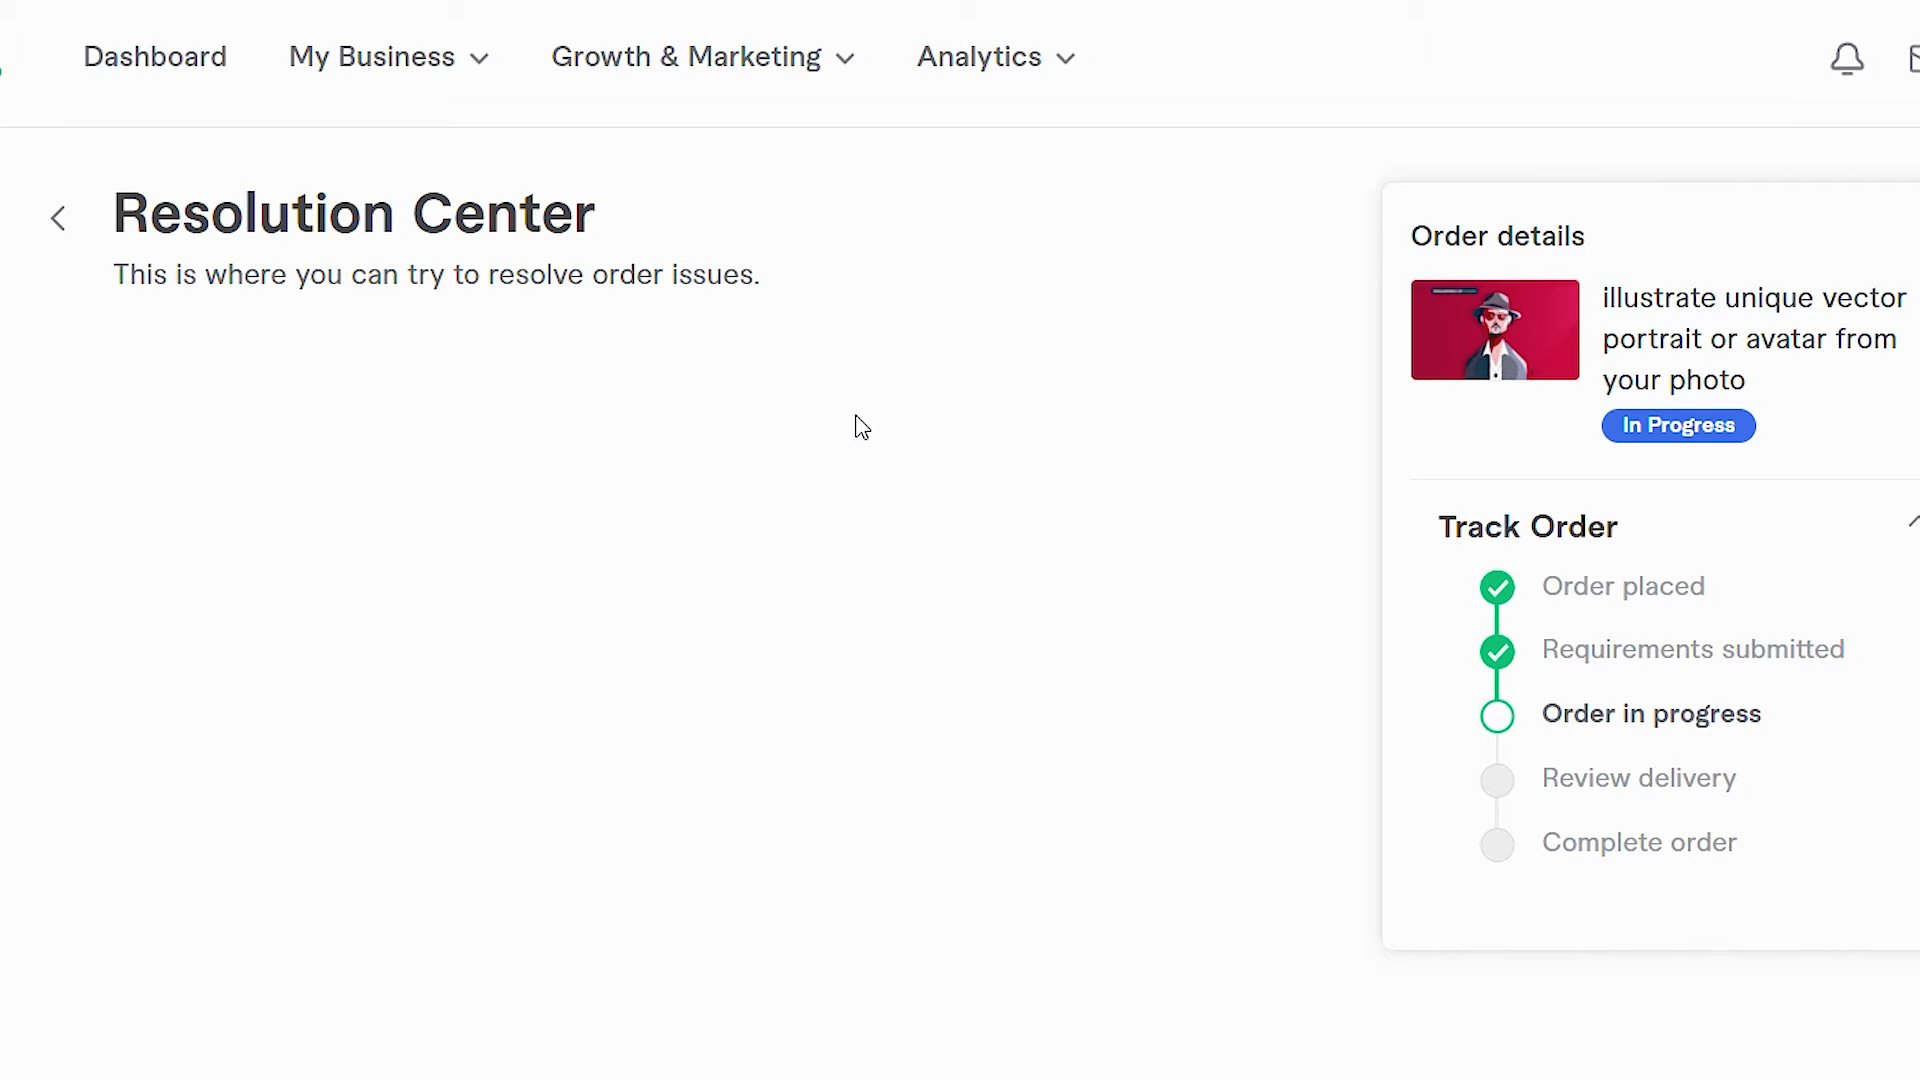 Dashboard
My Business
Growth & Marketing
Analytics
Resolution Center
This is where you can try to resolve order issues.
Order details
illustrate unique vector
portrait or avatar from
your photo
In Progress
Track Order
Order placed
Requirements submitted
Order in progress
Review delivery
Complete order